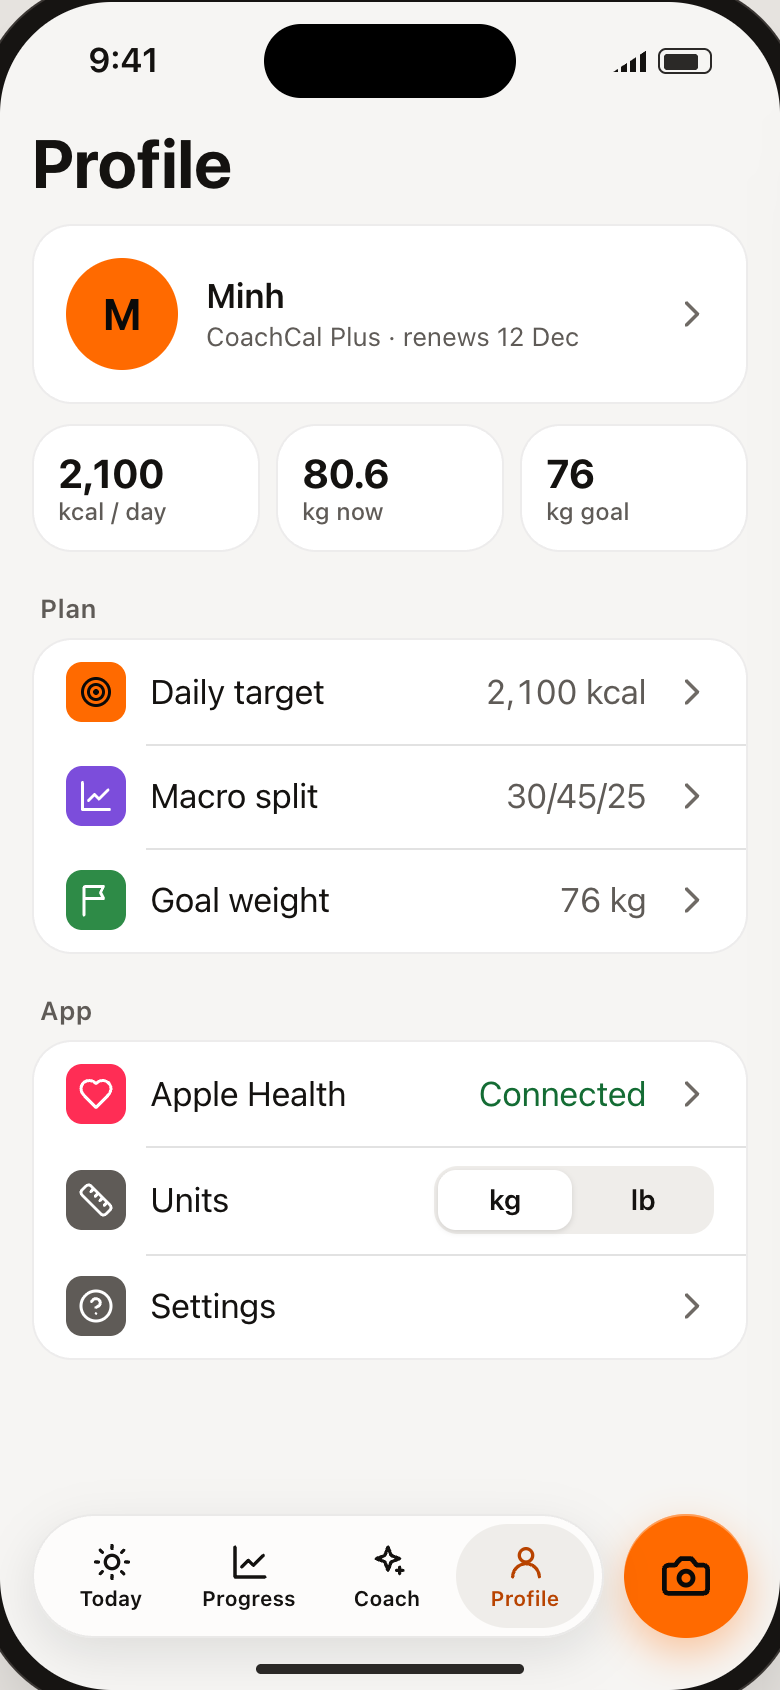 9:41
Profile
M
Minh
CoachCal Plus · renews 12 Dec
2,100
kcal / day
80.6
kg now
76
kg goal
Plan
Daily target 2,100 kcal
Macro split 30/45/25
Goal weight 76 kg
App
Apple Health Connected
Units kg lb
Settings
Today Progress Coach Profile